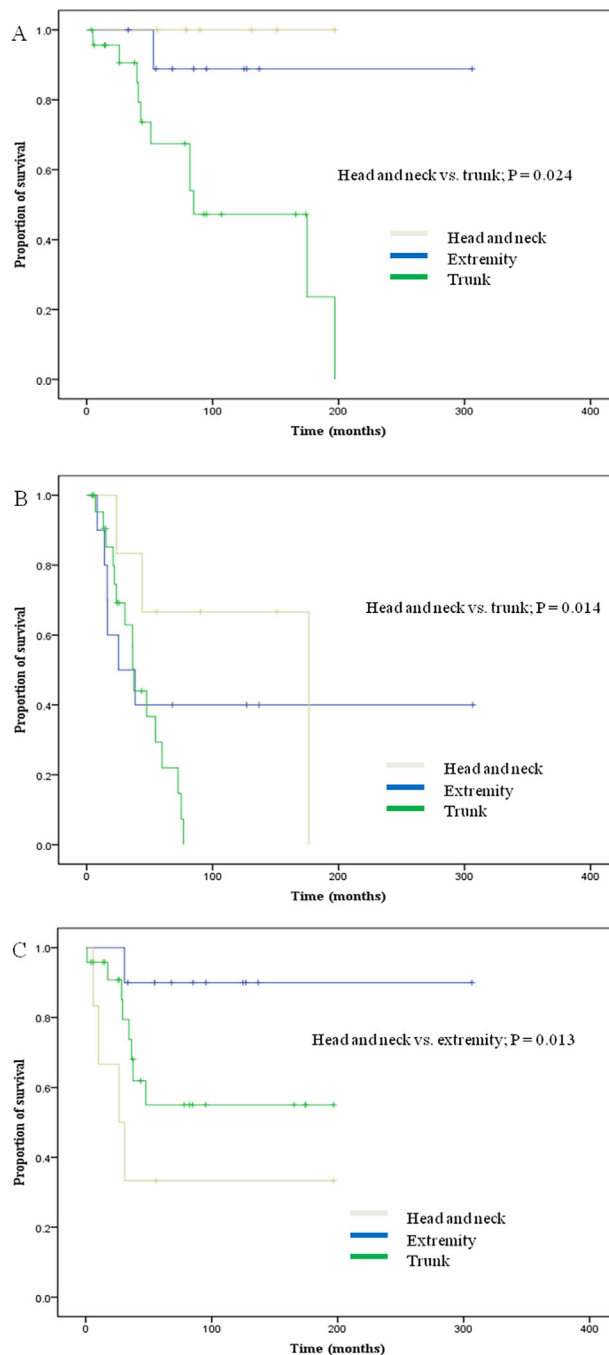 A
Proportion of survival
1.0
0.8
0.6
0.4
0.2
0.0
Head and neck vs. trunk; P = 0.024
Head and neck
Extremity
Trunk
0
100
200
300
400
Time (months)
B
Proportion of survival
1.0
0.8
0.6
0.4
0.2
0.0
Head and neck vs. trunk; P = 0.014
Head and neck
Extremity
Trunk
0
100
200
300
400
Time (months)
C
Proportion of survival
1.0
0.8
0.6
0.4
0.2
0.0
Head and neck vs. extremity; P = 0.013
Head and neck
Extremity
Trunk
0
100
200
300
400
Time (months)